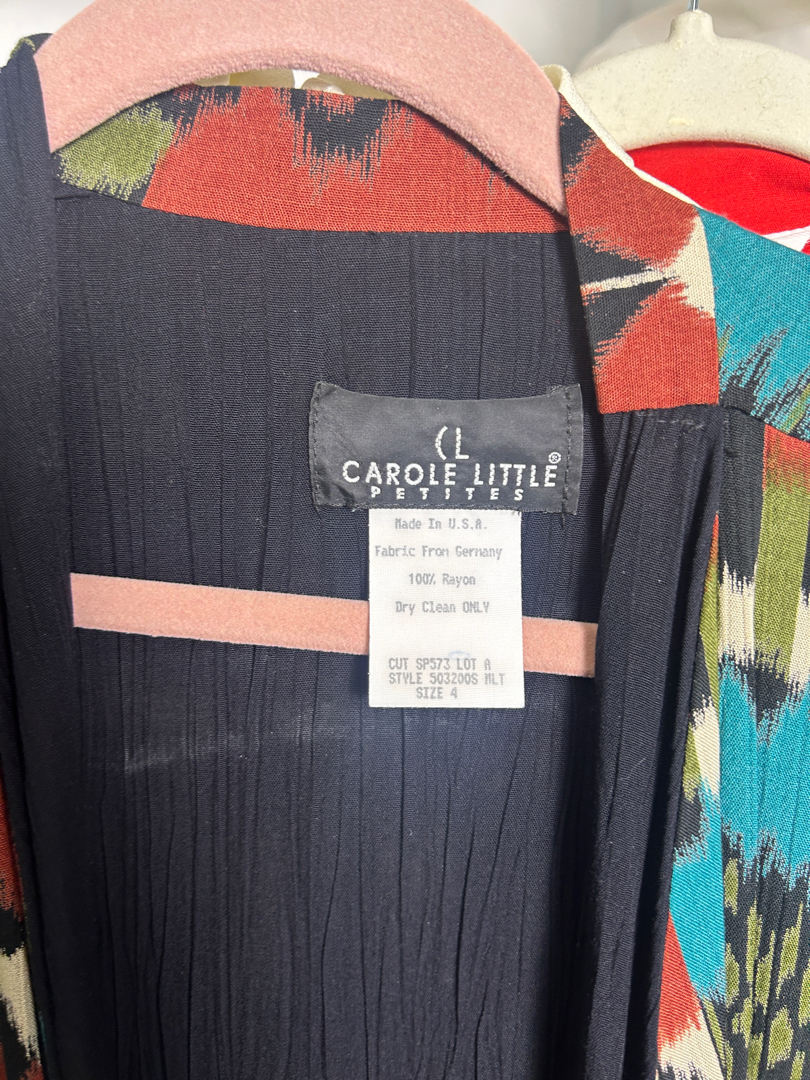 CL
CAROLE LITTLE®
PETITES
Made In U.S.A.
Fabric From Germany
100% Rayon
Dry Clean ONLY
CUT SP573 LOT A
STYLE 503200S MLT
SIZE 4